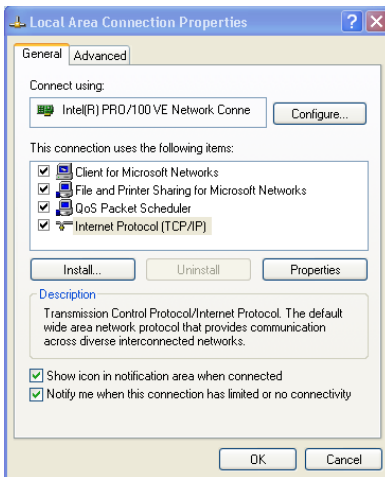 Local Area Connection Properties
General Advanced
Connect using:
Intel(R) PRO/100 VE Network Conne
Configure...
This connection uses the following items:
Client for Microsoft Networks
File and Printer Sharing for Microsoft Networks
QoS Packet Scheduler
Internet Protocol (TCP/IP)
Install... Uninstall Properties
Description
Transmission Control Protocol/Internet Protocol. The default
wide area network protocol that provides communication
across diverse interconnected networks.
Show icon in notification area when connected
Notify me when this connection has limited or no connectivity
OK Cancel